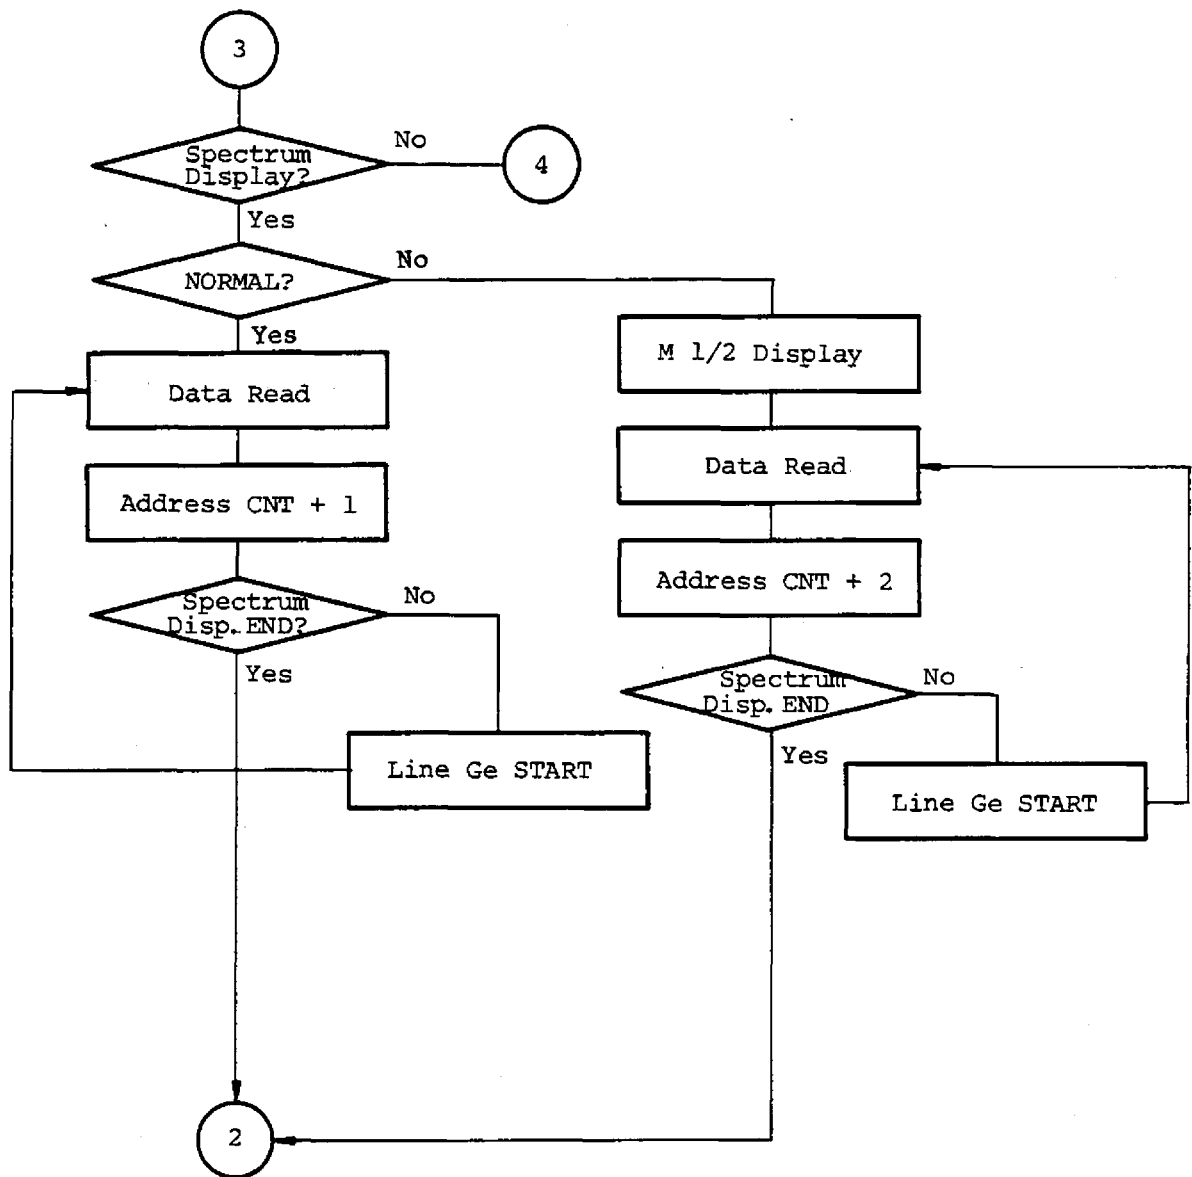 3
No
Spectrum
Display?
4
Yes
No
NORMAL?
Yes
M 1/2 Display
Data Read
Data Read
Address CNT + 1
Address CNT + 2
Spectrum
Disp. END?
No
Yes
Spectrum
Disp. END
No
Yes
Line Ge START
Line Ge START
2